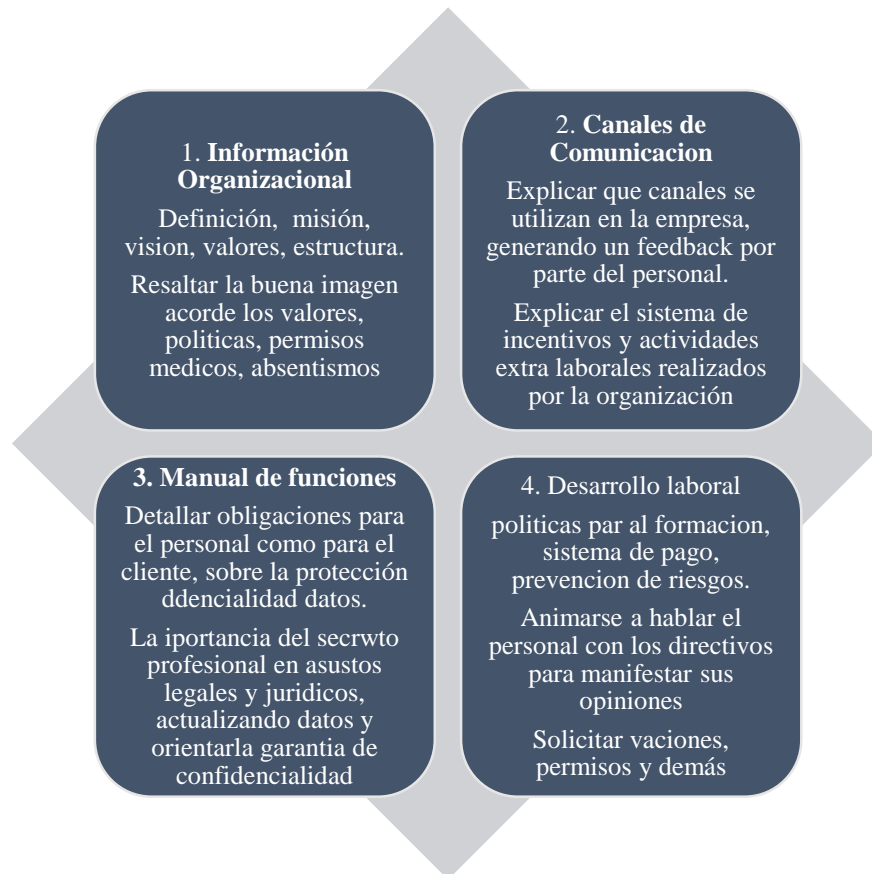 1. Información
Organizacional
Definición, misión,
vision, valores, estructura.
Resaltar la buena imagen
acorde los valores,
politicas, permisos
medicos, absentismos
2. Canales de
Comunicacion
Explicar que canales se
utilizan en la empresa,
generando un feedback por
parte del personal.
Explicar el sistema de
incentivos y actividades
extra laborales realizados
por la organización
3. Manual de funciones
Detallar obligaciones para
el personal como para el
cliente, sobre la protección
ddencialidad datos.
La iportancia del secrwto
profesional en asustos
legales y juridicos,
actualizando datos y
orientarla garantia de
confidencialidad
4. Desarrollo laboral
politicas par al formacion,
sistema de pago,
prevencion de riesgos.
Animarse a hablar el
personal con los directivos
para manifestar sus
opiniones
Solicitar vaciones,
permisos y demás